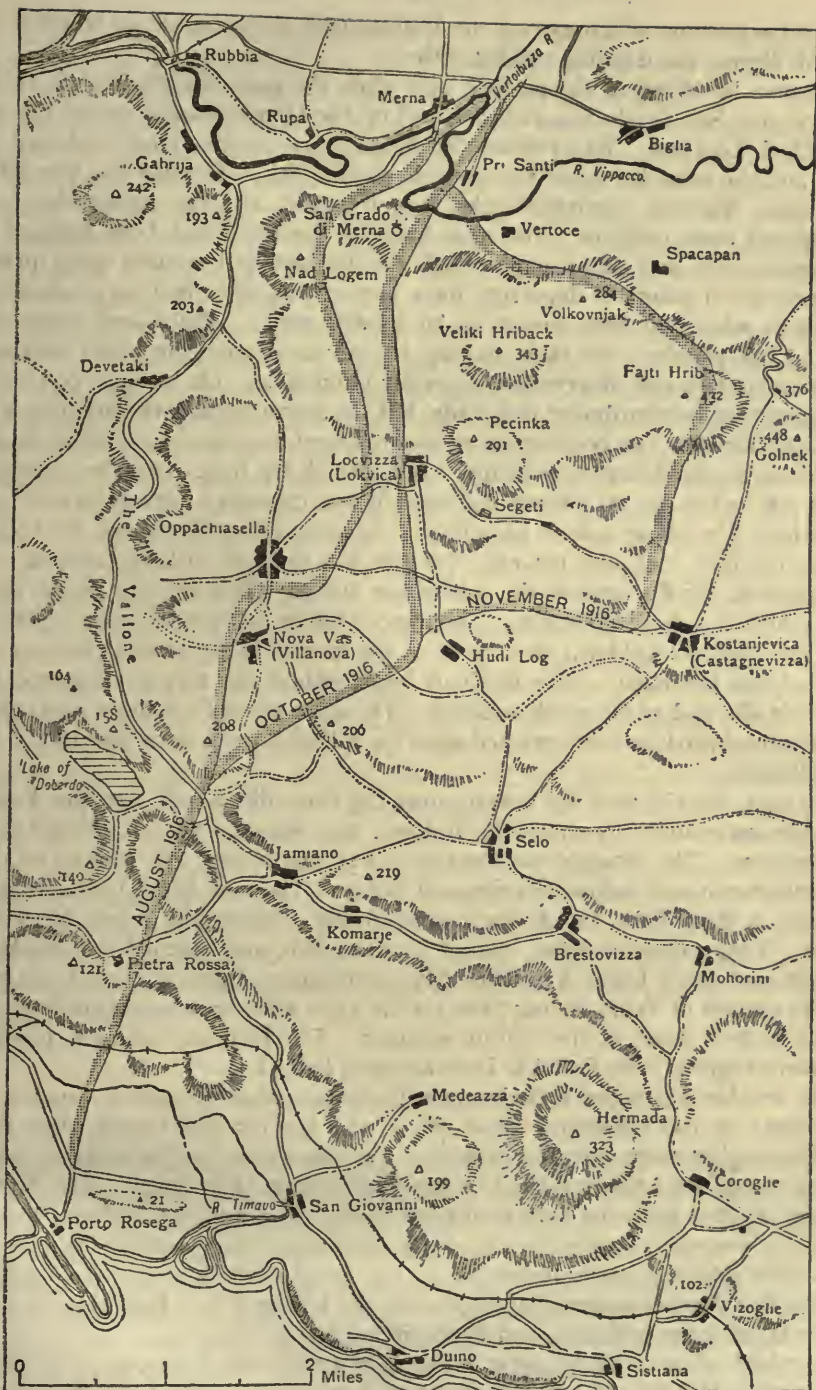 Rubbia
Vertoibizza R
Merna
Rupa
Biglia
Gabrija
Pri Santi
R. Vippacco.
242
193
San Grado
di Merna
Vertoce
Spacapan
Nad Logem
284
Volkovnjak
203
Veliki Hriback
343
Fajti Hrib
432
376
Devetaki
Pecinka
291
448
Golnek
Locvizza
(Lokvica)
The Vallone
Segeti
Oppachiasella
NOVEMBER 1916
Nova Vas
(Villanova)
Hudi Log
Kostanjevica
(Castagnevizza)
OCTOBER 1916
164
158
208
206
Lake of
Doberdo
AUGUST 1916
Selo
Jamiano
140
219
Komarje
Brestovizza
Mohorini
121
Pietra Rossa
Medeazza
Hermada
323
199
Coroglie
21
R Timavo
San Giovanni
Porto Rosega
102
Vizoglie
Duino
Sistiana
0 1 2
Miles